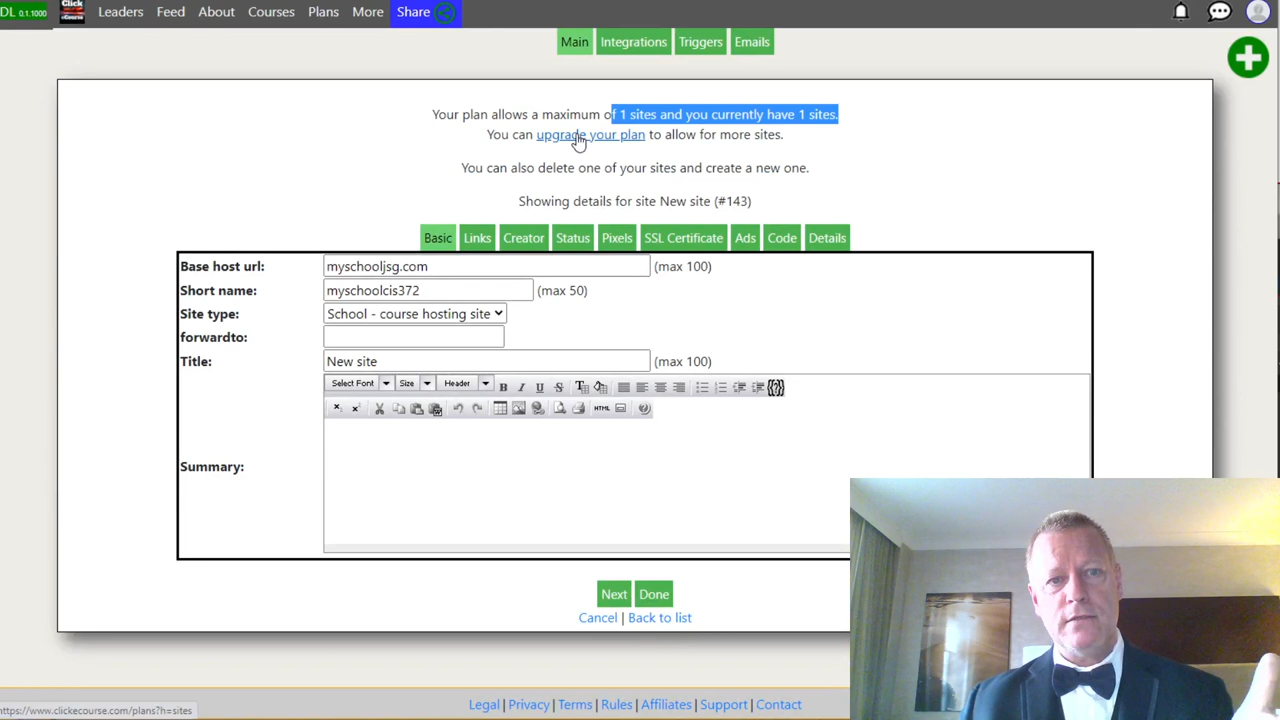 DL 0.1.1000
Click eCourse
Leaders Feed About Courses Plans More Share
Main Integrations Triggers Emails
Your plan allows a maximum of 1 sites and you currently have 1 sites.
You can upgrade your plan to allow for more sites.
You can also delete one of your sites and create a new one.
Showing details for site New site (#143)
Basic Links Creator Status Pixels SSL Certificate Ads Code Details
Base host url: myschooljsg.com (max 100)
Short name: myschoolcis372 (max 50)
Site type: School - course hosting site
forwardto:
Title: New site (max 100)
Select Font Size Header B I U S
HTML
Summary:
Next Done
Cancel | Back to list
Legal | Privacy | Terms | Rules | Affiliates | Support | Contact
https://www.clickecourse.com/plans?h=sites